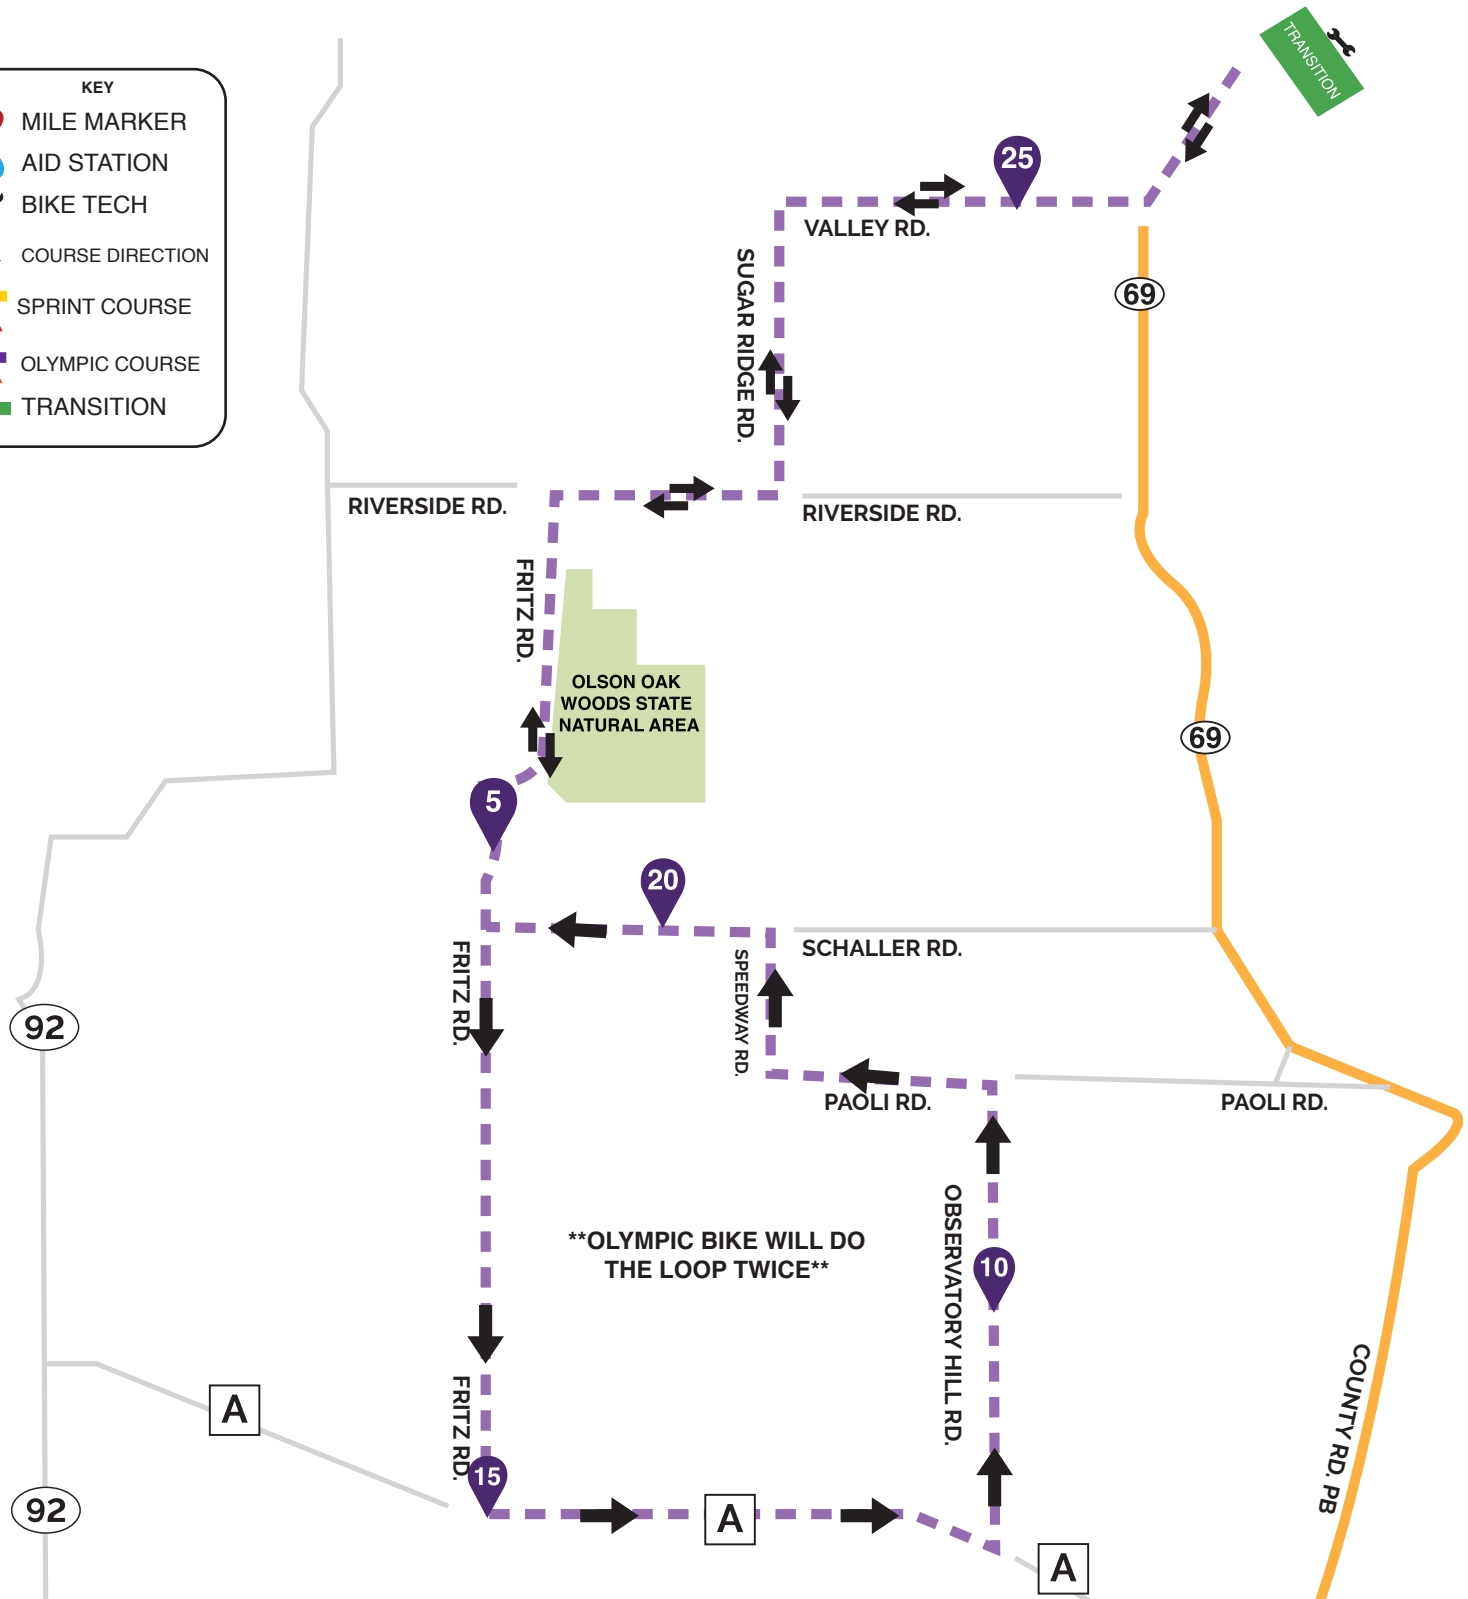 KEY
MILE MARKER
AID STATION
BIKE TECH
COURSE DIRECTION
SPRINT COURSE
OLYMPIC COURSE
TRANSITION
TRANSITION
25
VALLEY RD.
69
SUGAR RIDGE RD.
RIVERSIDE RD.
RIVERSIDE RD.
FRITZ RD.
OLSON OAK
WOODS STATE
NATURAL AREA
69
5
20
SCHALLER RD.
FRITZ RD.
SPEEDWAY RD.
92
PAOLI RD.
PAOLI RD.
**OLYMPIC BIKE WILL DO
THE LOOP TWICE**
OBSERVATORY HILL RD.
10
COUNTY RD. PB
A
FRITZ RD.
15
92
A
A